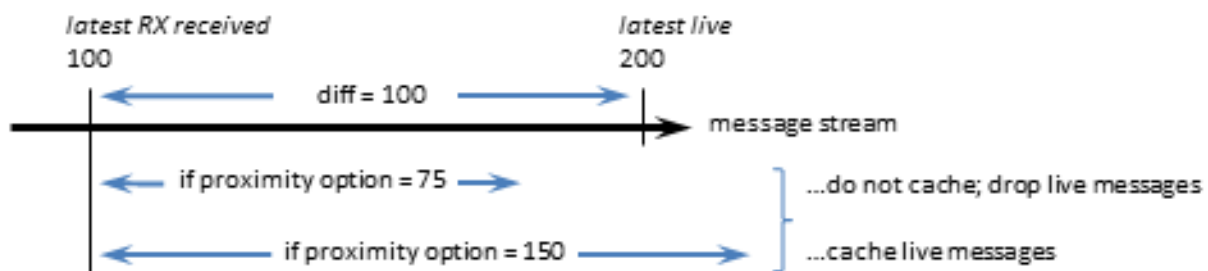 latest RX received
latest live
100
200
diff = 100
message stream
if proximity option = 75
...do not cache; drop live messages
if proximity option = 150
...cache live messages